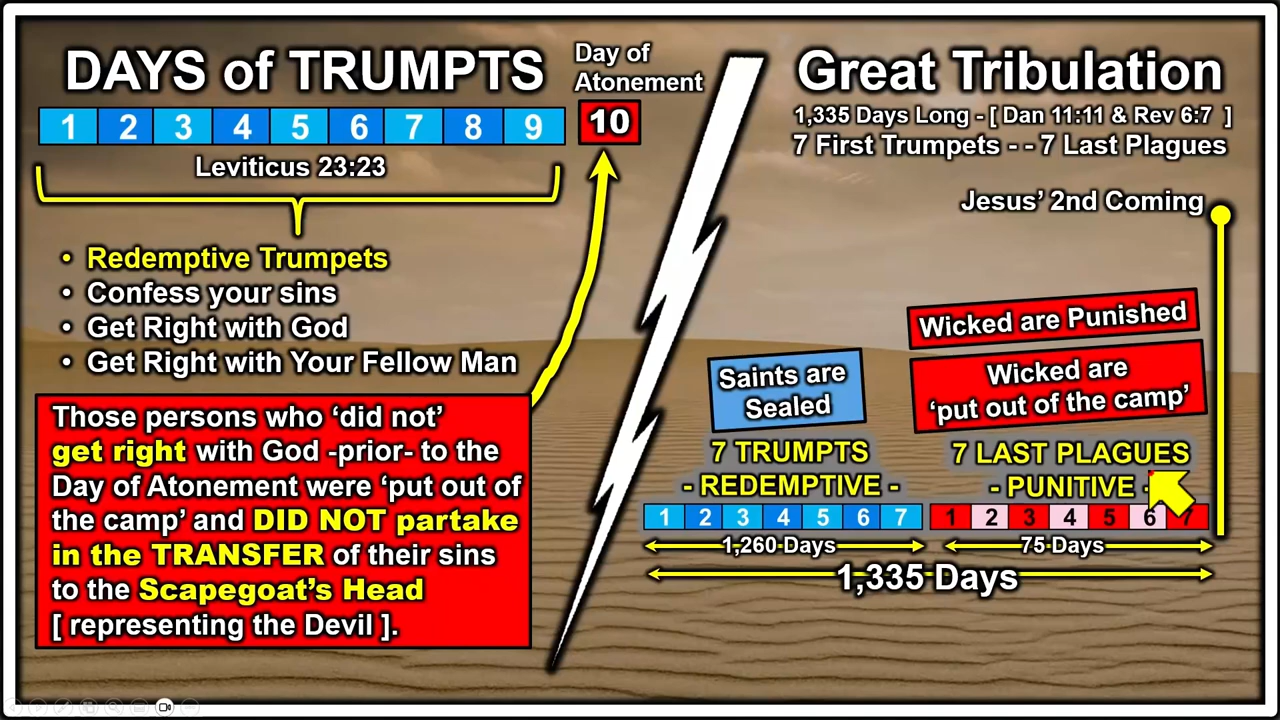 DAYS of TRUMPTS
Day of
Atonement
1 2 3 4 5 6 7 8 9 10
Leviticus 23:23
• Redemptive Trumpets
• Confess your sins
• Get Right with God
• Get Right with Your Fellow Man
Those persons who ‘did not’
get right with God -prior- to the
Day of Atonement were ‘put out of
the camp’ and DID NOT partake
in the TRANSFER of their sins
to the Scapegoat’s Head
[ representing the Devil ].
Great Tribulation
1,335 Days Long - [ Dan 11:11 & Rev 6:7 ]
7 First Trumpets - - 7 Last Plagues
Jesus’ 2nd Coming
Wicked are Punished
Wicked are
‘put out of the camp’
Saints are
Sealed
7 TRUMPTS
- REDEMPTIVE -
7 LAST PLAGUES
- PUNITIVE -
1 2 3 4 5 6 7
1 2 3 4 5 6 7
1,260 Days
75 Days
1,335 Days